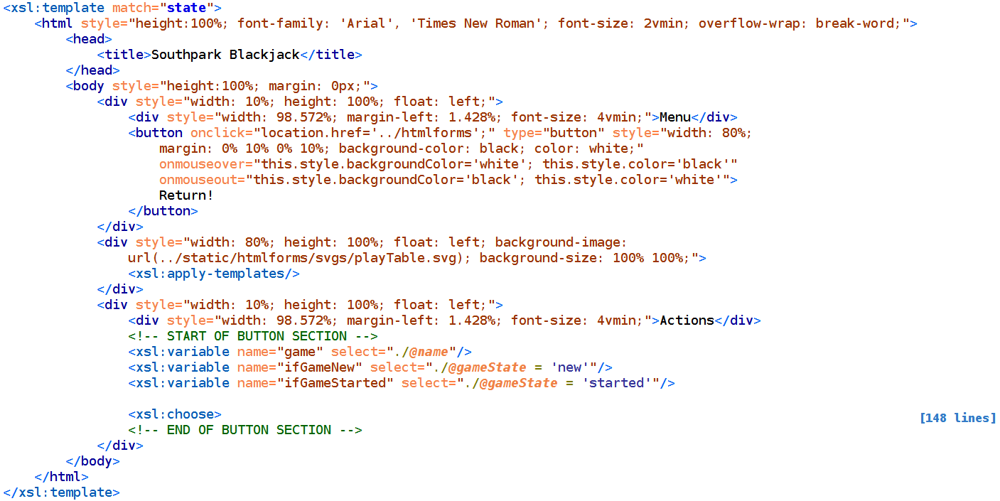 <xsl:template match="state">
<html style="height:100%; font-family: 'Arial', 'Times New Roman'; font-size: 2vmin; overflow-wrap: break-word;">
<head>
<title>Southpark Blackjack</title>
</head>
<body style="height:100%; margin: 0px;">
<div style="width: 10%; height: 100%; float: left;">
<div style="width: 98.572%; margin-left: 1.428%; font-size: 4vmin;">Menu</div>
<button onclick="location.href='../htmlforms';" type="button" style="width: 80%;
margin: 0% 10% 0% 10%; background-color: black; color: white;"
onmouseover="this.style.backgroundColor='white'; this.style.color='black'"
onmouseout="this.style.backgroundColor='black'; this.style.color='white'">
Return!
</button>
</div>
<div style="width: 80%; height: 100%; float: left; background-image:
url(../static/htmlforms/svgs/playTable.svg); background-size: 100% 100%;">
<xsl:apply-templates/>
</div>
<div style="width: 10%; height: 100%; float: left;">
<div style="width: 98.572%; margin-left: 1.428%; font-size: 4vmin;">Actions</div>
<!-- START OF BUTTON SECTION -->
<xsl:variable name="game" select="./@name"/>
<xsl:variable name="ifGameNew" select="./@gameState = 'new'"/>
<xsl:variable name="ifGameStarted" select="./@gameState = 'started'"/>
<xsl:choose> [148 lines]
<!-- END OF BUTTON SECTION -->
</div>
</body>
</html>
</xsl:template>